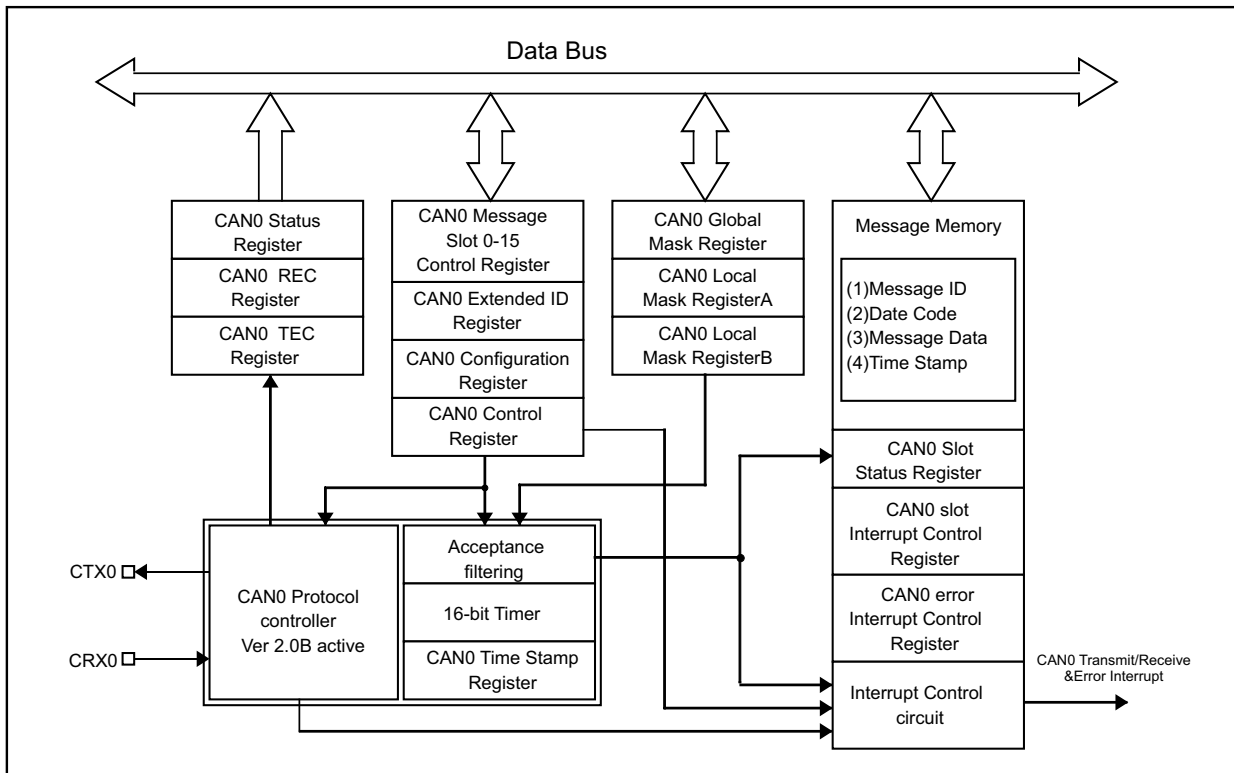 Data Bus
CAN0 Status
Register
CAN0 REC
Register
CAN0 TEC
Register
CAN0 Message
Slot 0-15
Control Register
CAN0 Extended ID
Register
CAN0 Configuration
Register
CAN0 Control
Register
CAN0 Global
Mask Register
CAN0 Local
Mask RegisterA
CAN0 Local
Mask RegisterB
Message Memory
(1)Message ID
(2)Date Code
(3)Message Data
(4)Time Stamp
CAN0 Slot
Status Register
CAN0 slot
Interrupt Control
Register
CAN0 error
Interrupt Control
Register
Interrupt Control
circuit
CTX0
CRX0
CAN0 Protocol
controller
Ver 2.0B active
Acceptance
filtering
16-bit Timer
CAN0 Time Stamp
Register
CAN0 Transmit/Receive
&Error Interrupt